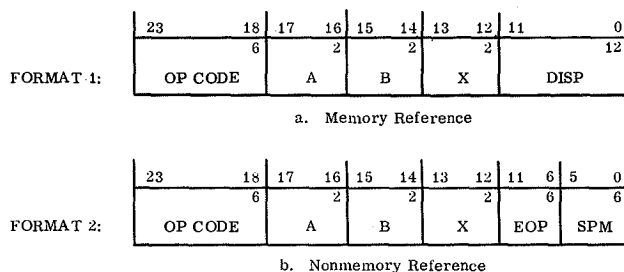 23 18 17 16 15 14 13 12 11 0
6 2 2 2 12
FORMAT 1: OP CODE A B X DISP
a. Memory Reference
23 18 17 16 15 14 13 12 11 6 5 0
6 2 2 2 6 6
FORMAT 2: OP CODE A B X EOP SPM
b. Nonmemory Reference